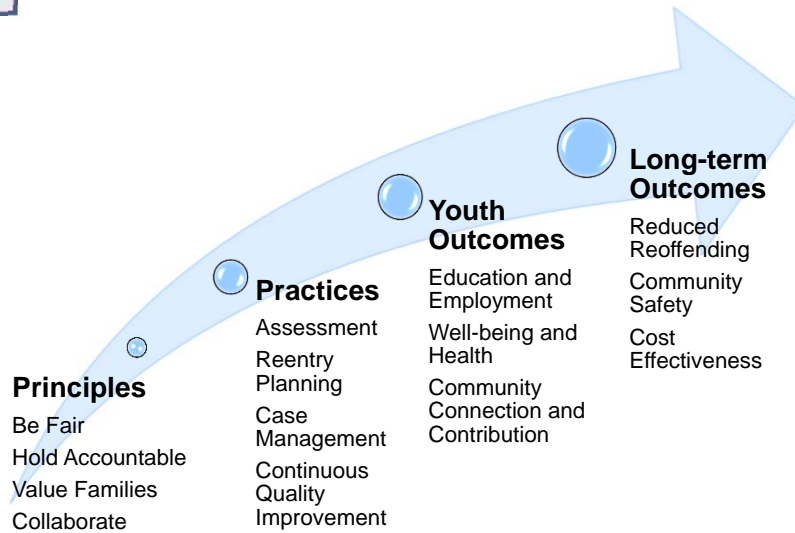 Principles
Be Fair
Hold Accountable
Value Families
Collaborate
Practices
Assessment
Reentry
Planning
Case
Management
Continuous
Quality
Improvement
Youth
Outcomes
Education and
Employment
Well-being and
Health
Community
Connection and
Contribution
Long-term
Outcomes
Reduced
Reoffending
Community
Safety
Cost
Effectiveness